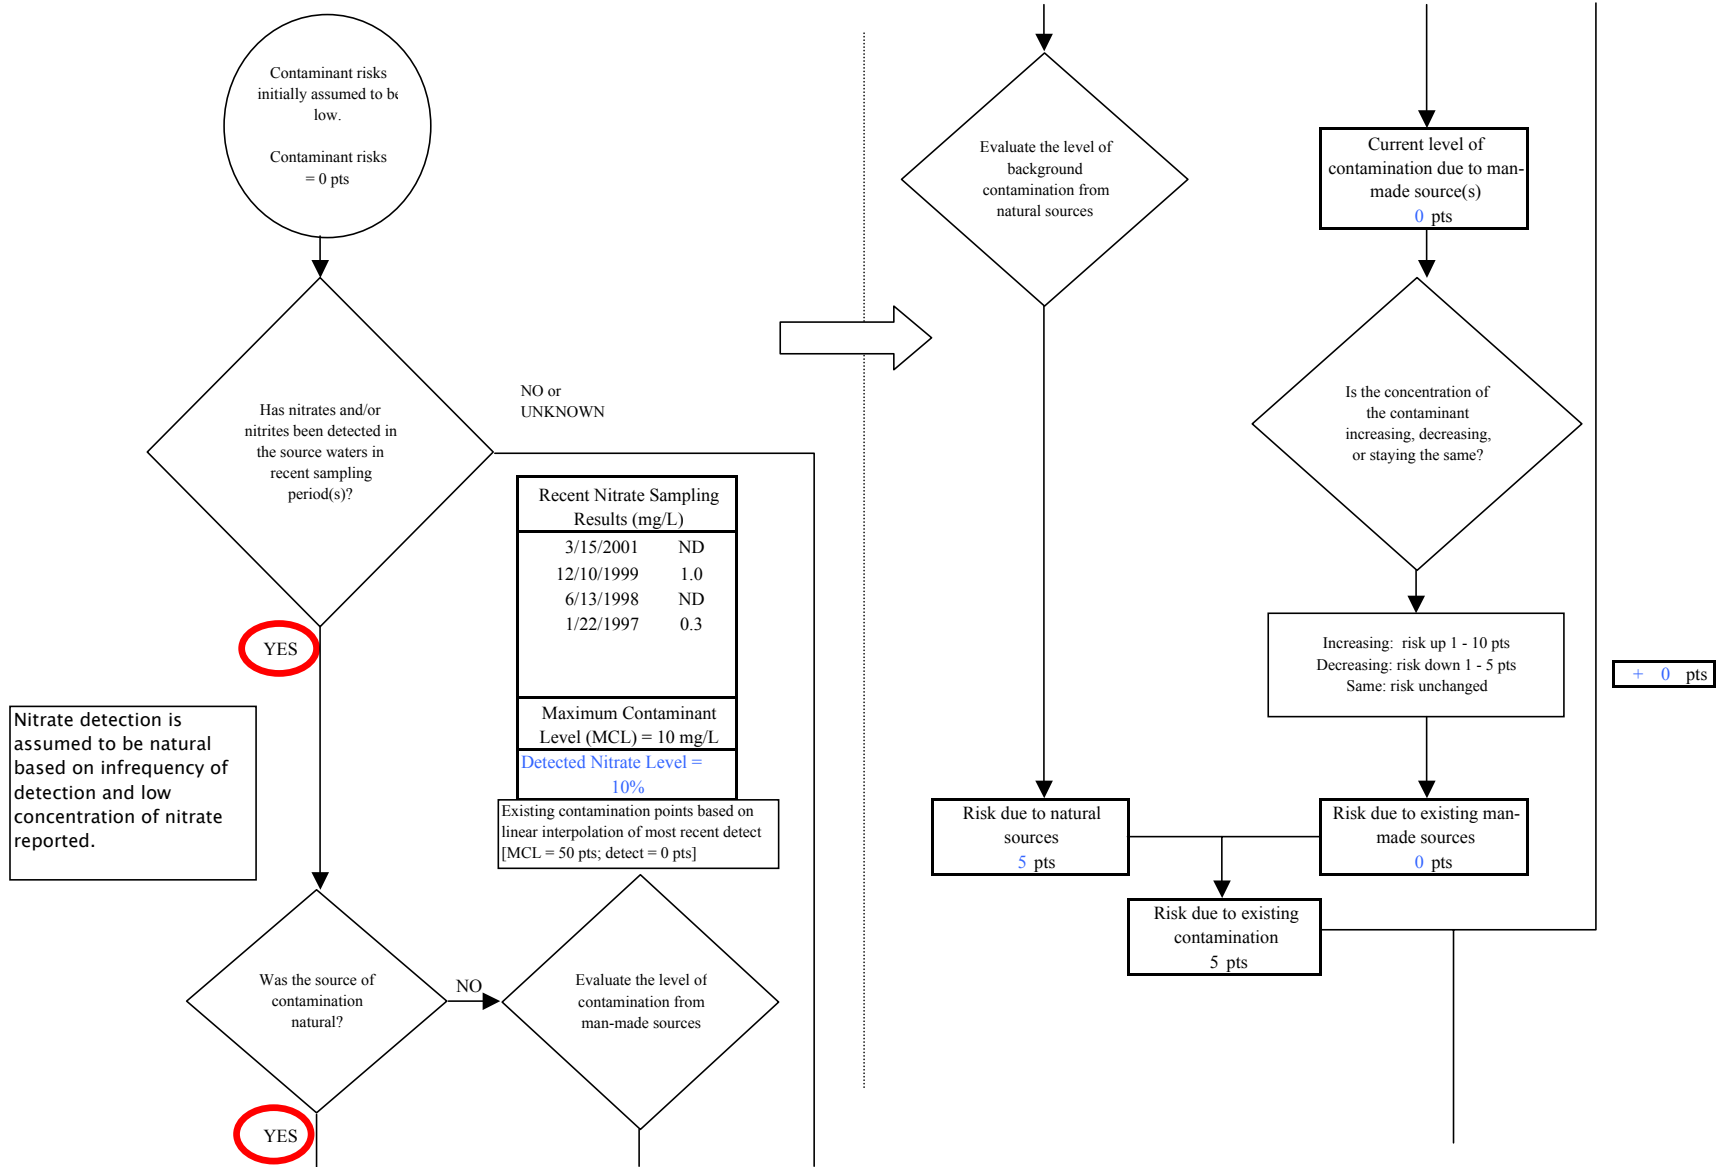 Contaminant risks
initially assumed to be
low.
Contaminant risks
= 0 pts
Has nitrates and/or
nitrites been detected in
the source waters in
recent sampling
period(s)?
NO or
UNKNOWN
YES
Recent Nitrate Sampling
Results (mg/L)
3/15/2001 ND
12/10/1999 1.0
6/13/1998 ND
1/22/1997 0.3
Maximum Contaminant
Level (MCL) = 10 mg/L
Detected Nitrate Level =
10%
Existing contamination points based on
linear interpolation of most recent detect
[MCL = 50 pts; detect = 0 pts]
Nitrate detection is
assumed to be natural
based on infrequency of
detection and low
concentration of nitrate
reported.
Was the source of
contamination
natural?
NO
Evaluate the level of
contamination from
man-made sources
YES
Evaluate the level of
background
contamination from
natural sources
Current level of
contamination due to man-
made source(s)
0 pts
Is the concentration of
the contaminant
increasing, decreasing,
or staying the same?
Increasing: risk up 1 - 10 pts
Decreasing: risk down 1 - 5 pts
Same: risk unchanged
+ 0 pts
Risk due to natural
sources
5 pts
Risk due to existing man-
made sources
0 pts
Risk due to existing
contamination
5 pts